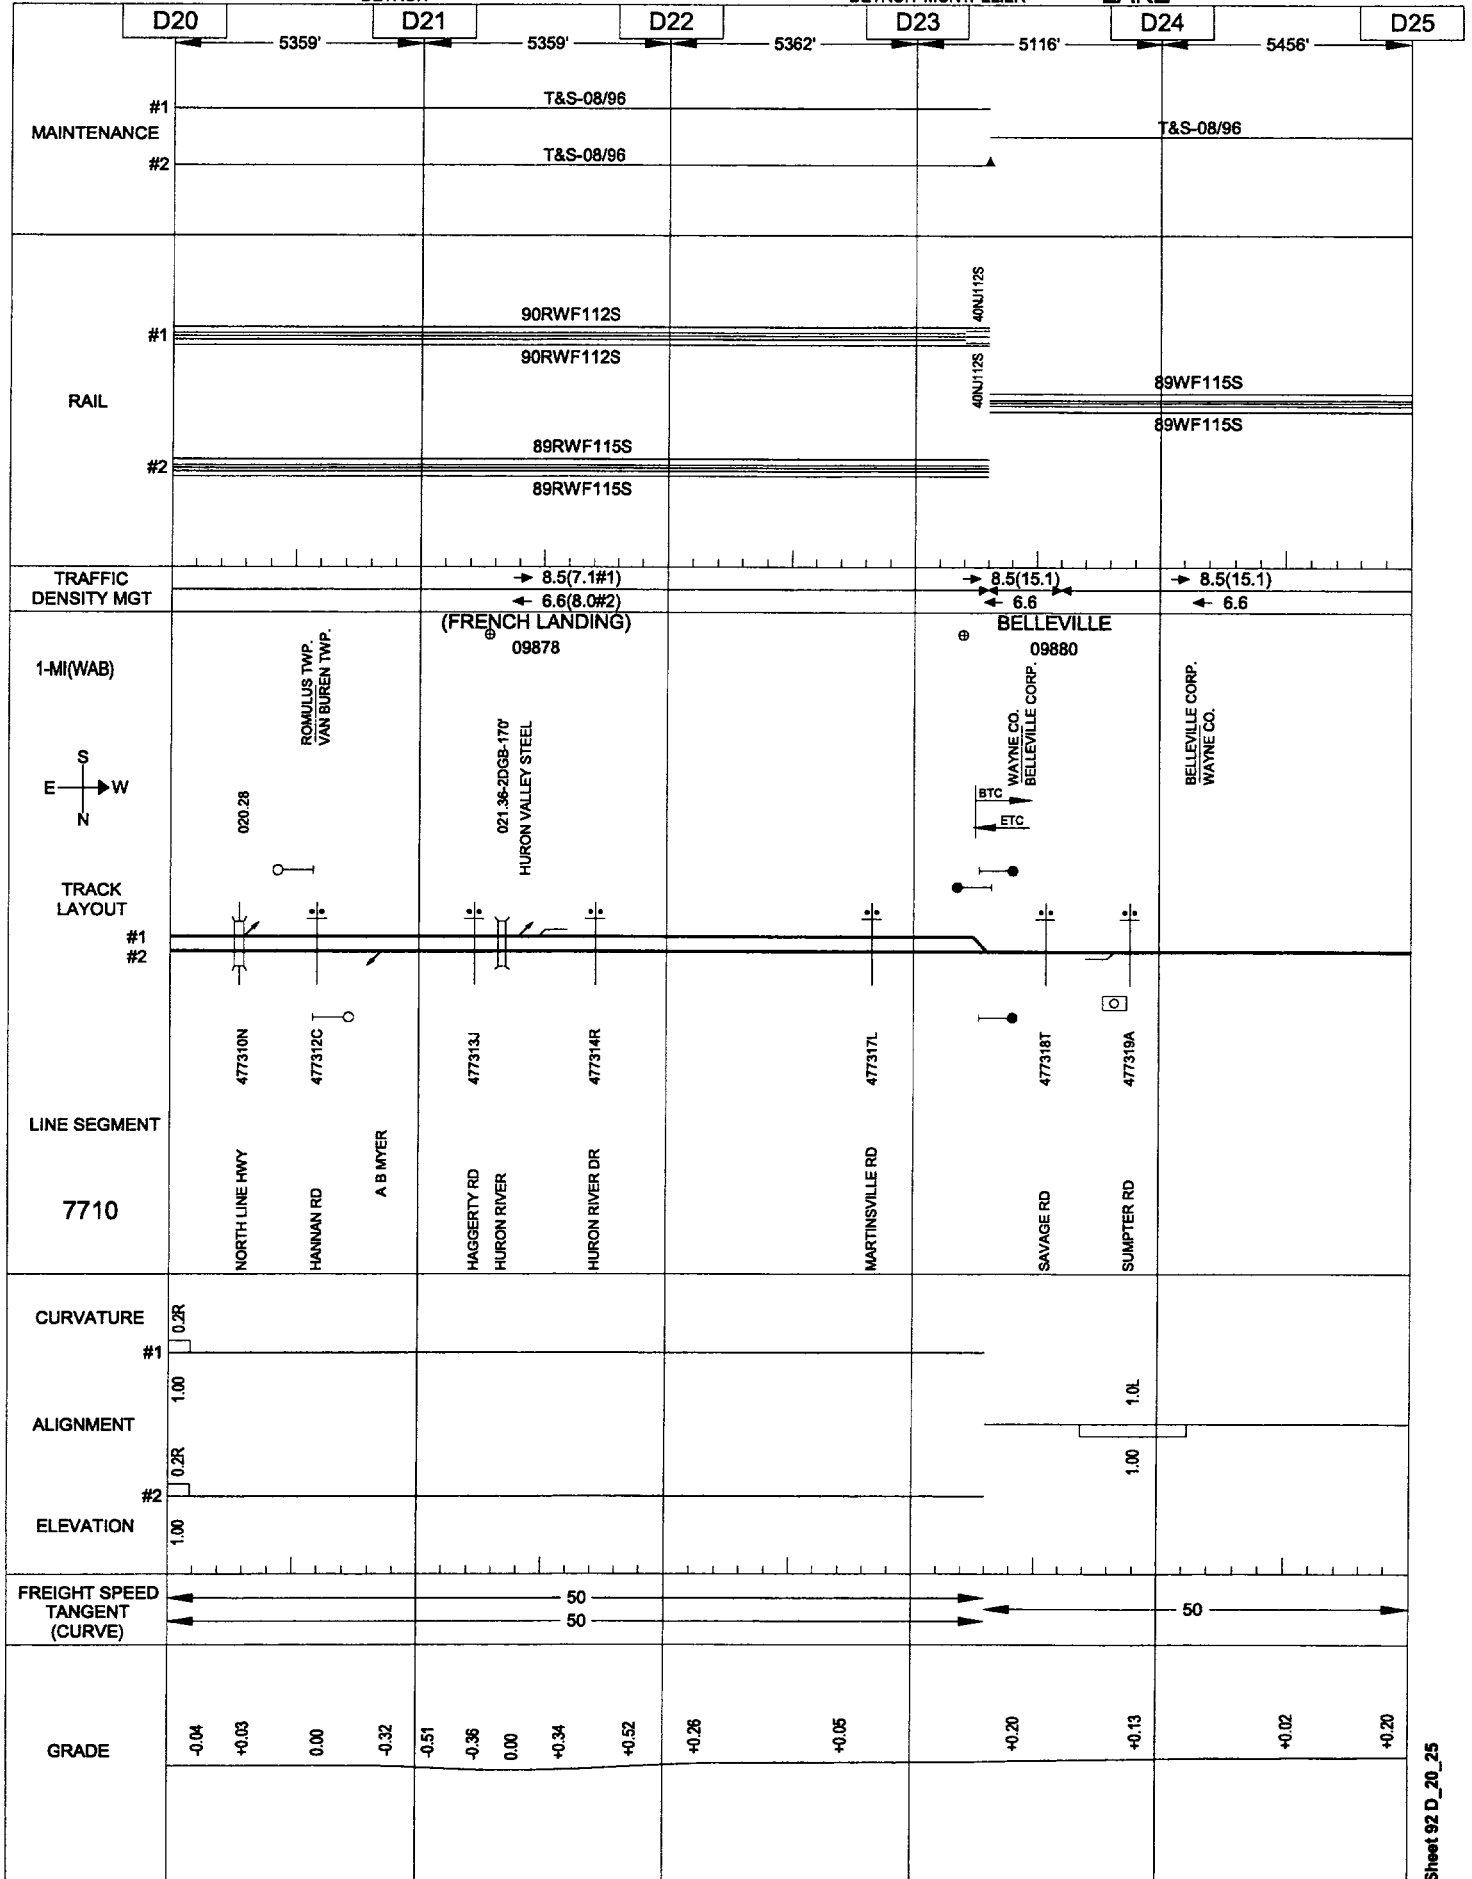 D20 D21 D22 D23 D24 D25
5359' 5359' 5362' 5116' 5456'
#1 T&S-08/96
MAINTENANCE T&S-08/96
#2 T&S-08/96
40NJ112S
90RWF112S
#1
90RWF112S
40NJ112S
89WF115S
RAIL
89WF115S
89RWF115S
#2
89RWF115S
TRAFFIC
DENSITY MGT
8.5(7.1#1) 8.5(15.1) 8.5(15.1)
6.6(8.0#2) 6.6 6.6
(FRENCH LANDING) BELLEVILLE
09878 09880
1-MI(WAB)
ROMULUS TWP.
VAN BUREN TWP.
WAYNE CO.
BELLEVILLE CORP.
BELLEVILLE CORP.
WAYNE CO.
S
E W
N
020.28
021.36-2DGB-170'
HURON VALLEY STEEL
BTC
ETC
TRACK
LAYOUT
#1
#2
477310N
477312C
477313J
477314R
477317L
477318T
477319A
LINE SEGMENT
7710
NORTH LINE HWY
HANNAN RD
A B MYER
HAGGERTY RD
HURON RIVER
HURON RIVER DR
MARTINSVILLE RD
SAVAGE RD
SUMPTER RD
CURVATURE
0.2R
#1
1.00
1.0L
ALIGNMENT
0.2R
1.00
#2
ELEVATION
1.00
FREIGHT SPEED
TANGENT
(CURVE)
50
50
50
GRADE
-0.04
+0.03
0.00
-0.32
-0.51
-0.36
0.00
+0.34
+0.52
+0.26
+0.05
+0.20
+0.13
+0.02
+0.20
Sheet 92 D_20_25